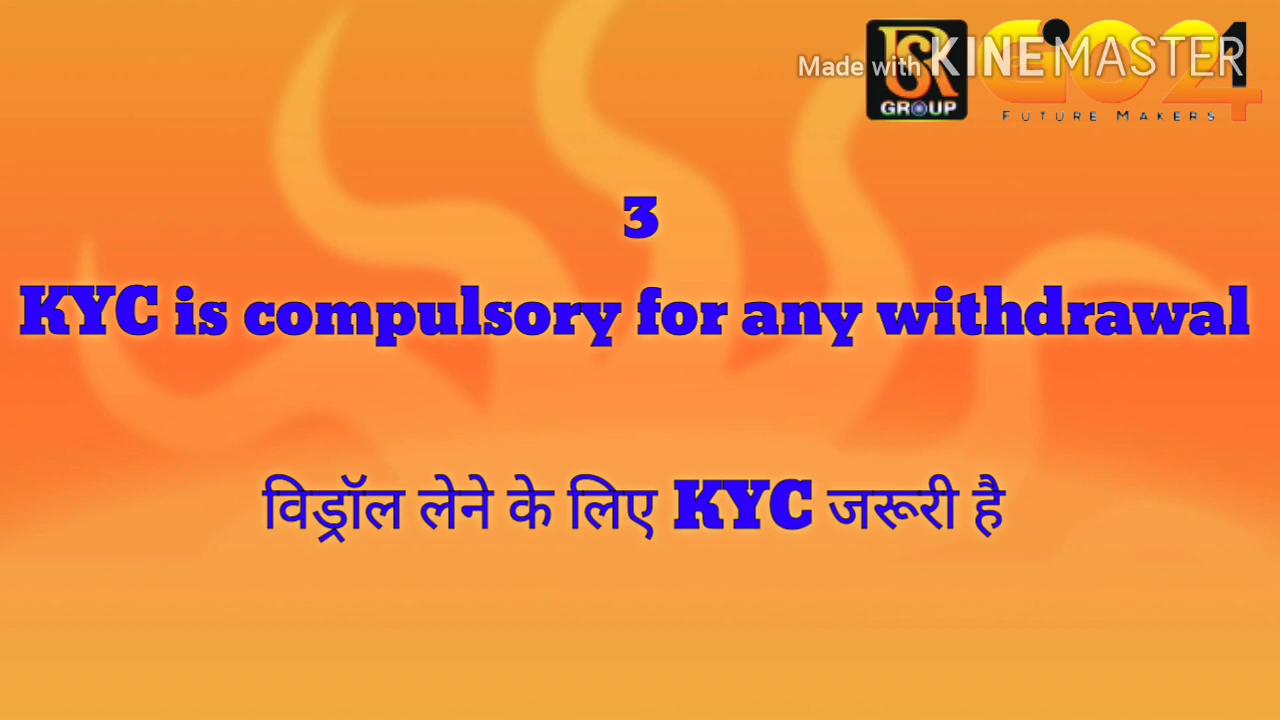 Made with KINEMASTER
GROUP
FUTURE MAKERS
3
KYC is compulsory for any withdrawal
विड्रॉल लेने के लिए KYC जरूरी है